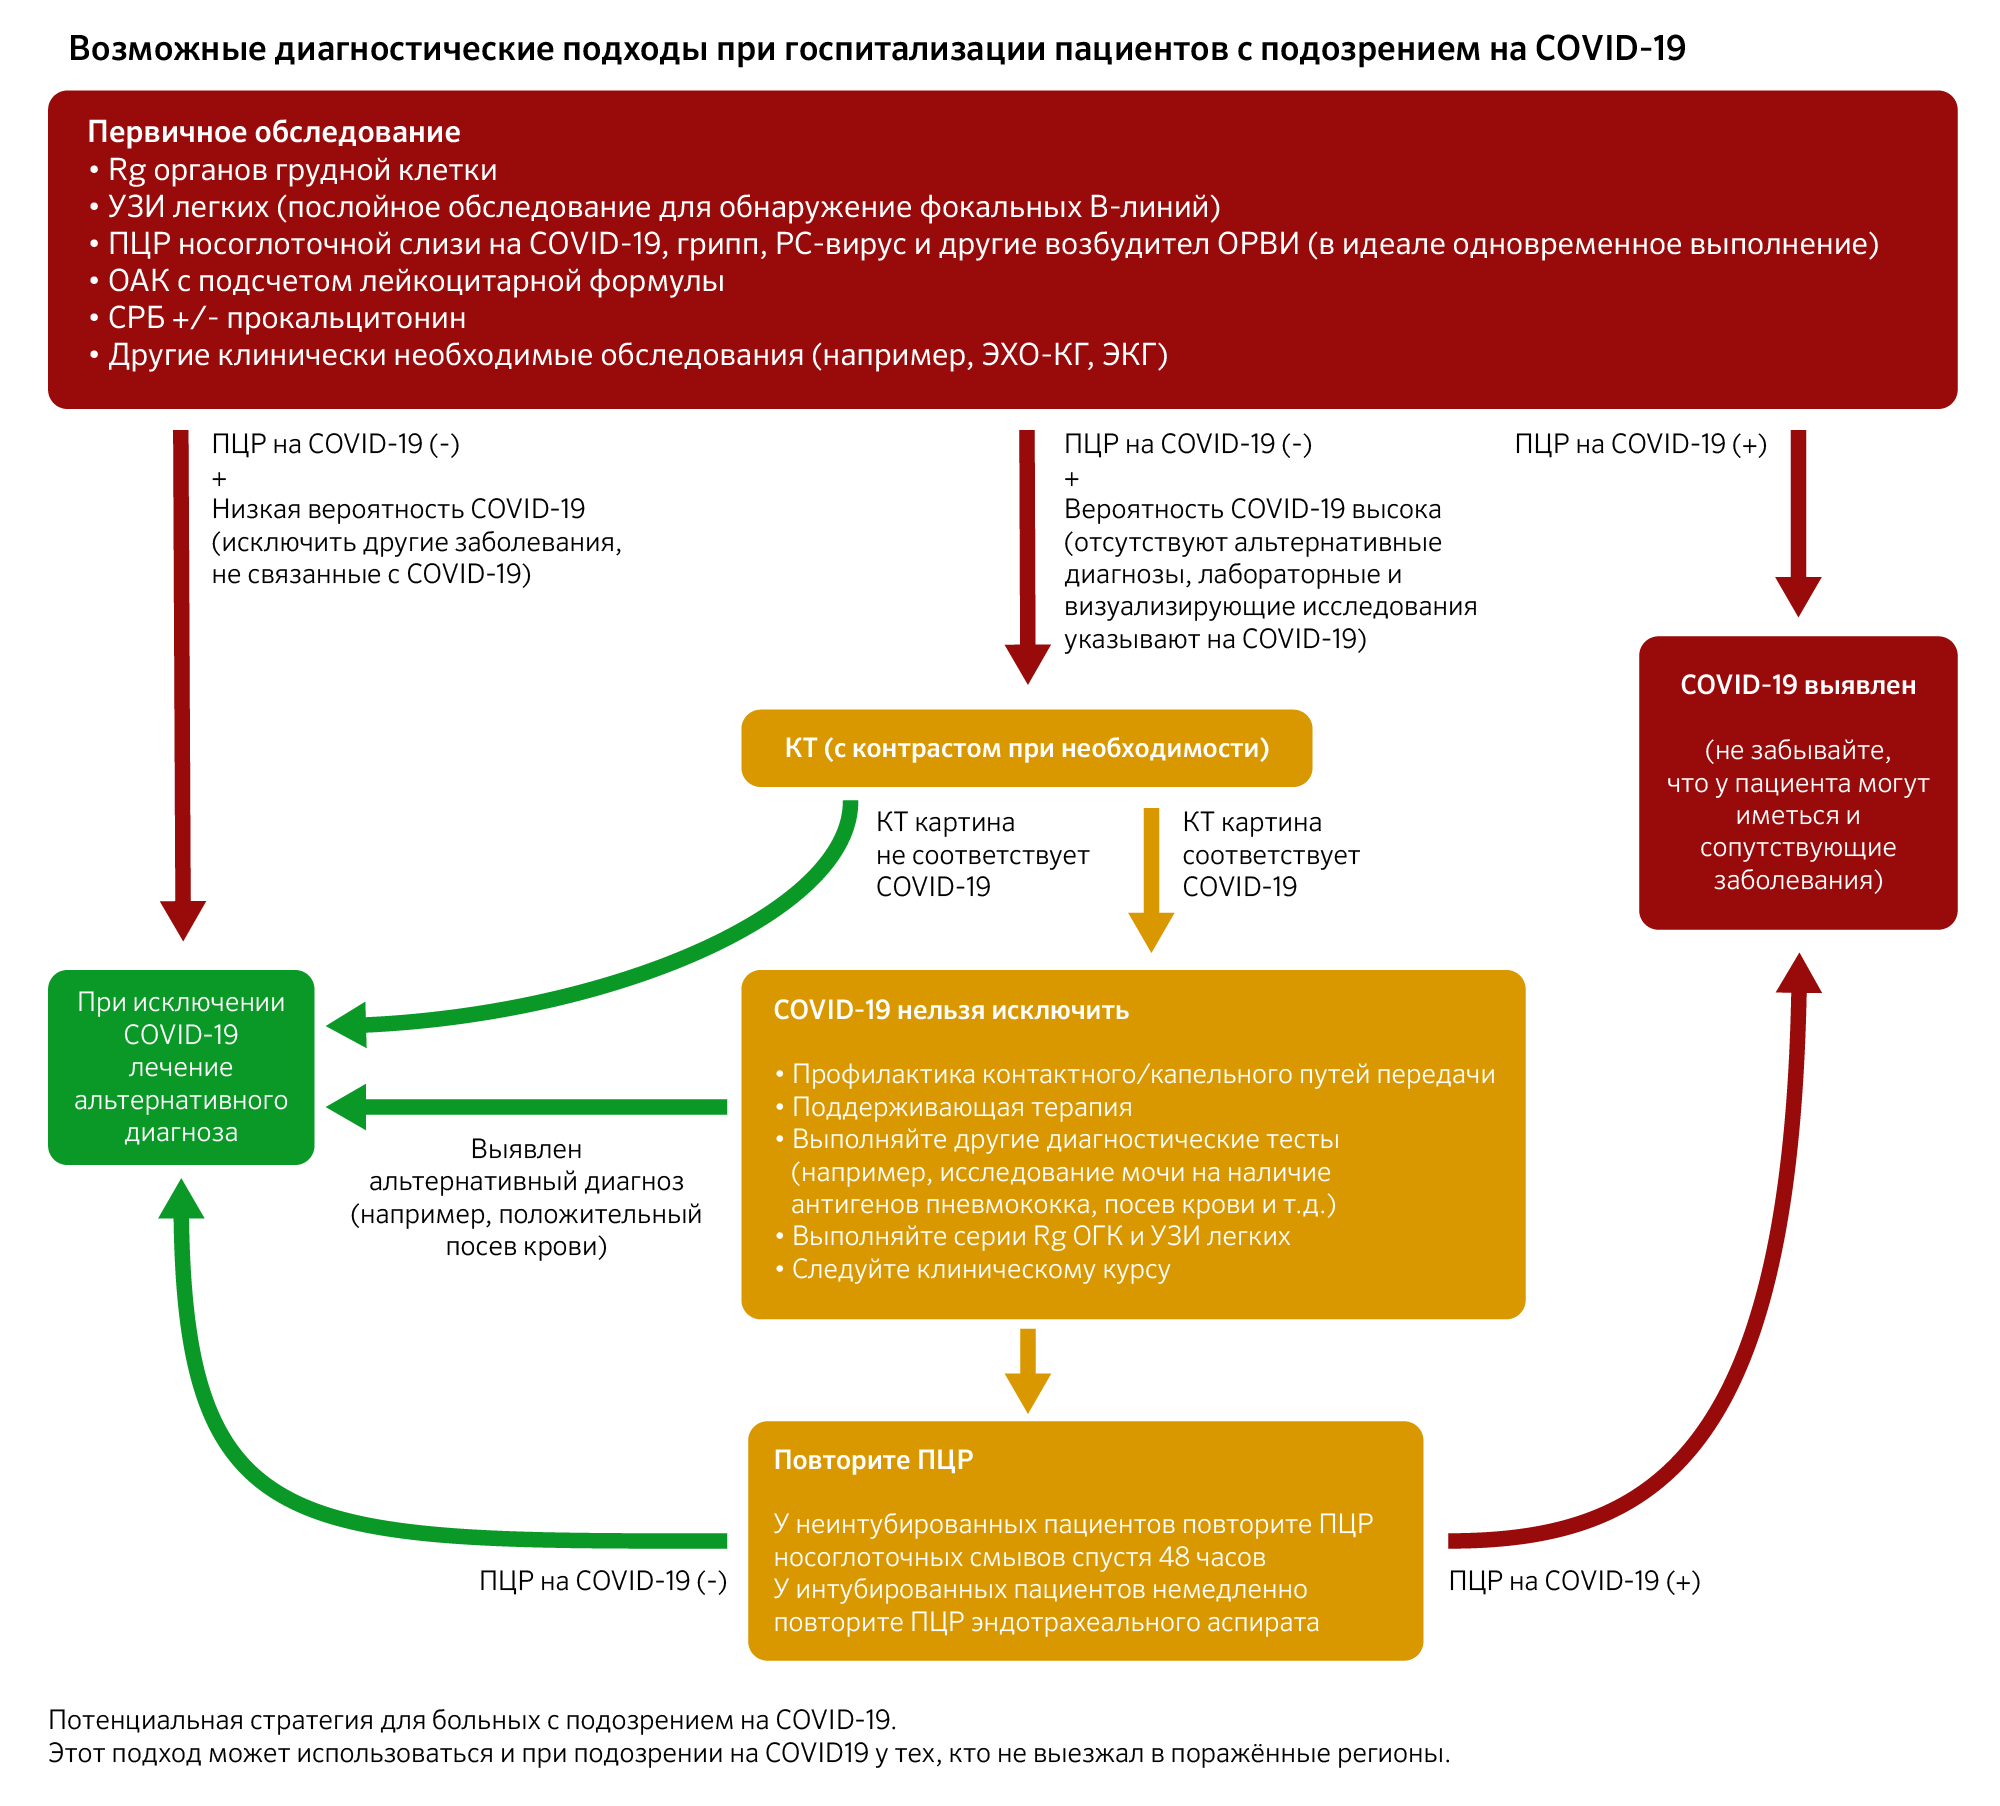 Возможные диагностические подходы при госпитализации пациентов с подозрением на COVID-19
Первичное обследование
• Rg органов грудной клетки
• УЗИ легких (послойное обследование для обнаружение фокальных В-линий)
• ПЦР носоглоточной слизи на COVID-19, грипп, РС-вирус и другие возбудител ОРВИ (в идеале одновременное выполнение)
• ОАК с подсчетом лейкоцитарной формулы
• СРБ +/- прокальцитонин
• Другие клинически необходимые обследования (например, ЭХО-КГ, ЭКГ)
ПЦР на COVID-19 (-)
+
Низкая вероятность COVID-19
(исключить другие заболевания,
не связанные с COVID-19)
ПЦР на COVID-19 (-)
+
Вероятность COVID-19 высока
(отсутствуют альтернативные
диагнозы, лабораторные и
визуализирующие исследования
указывают на COVID-19)
ПЦР на COVID-19 (+)
COVID-19 выявлен
(не забывайте,
что у пациента могут
иметься и
сопутствующие
заболевания)
КТ (с контрастом при необходимости)
КТ картина
не соответствует
COVID-19
КТ картина
соответствует
COVID-19
При исключении
COVID-19
лечение
альтернативного
диагноза
COVID-19 нельзя исключить
• Профилактика контактного/капельного путей передачи
• Поддерживающая терапия
• Выполняйте другие диагностические тесты
(например, исследование мочи на наличие
антигенов пневмококка, посев крови и т.д.)
• Выполняйте серии Rg ОГК и УЗИ легких
• Следуйте клиническому курсу
Выявлен
альтернативный диагноз
(например, положительный
посев крови)
Повторите ПЦР
У неинтубированных пациентов повторите ПЦР
носоглоточных смывов спустя 48 часов
У интубированных пациентов немедленно
повторите ПЦР эндотрахеального аспирата
ПЦР на COVID-19 (-)
ПЦР на COVID-19 (+)
Потенциальная стратегия для больных с подозрением на COVID-19.
Этот подход может использоваться и при подозрении на COVID19 у тех, кто не выезжал в поражённые регионы.